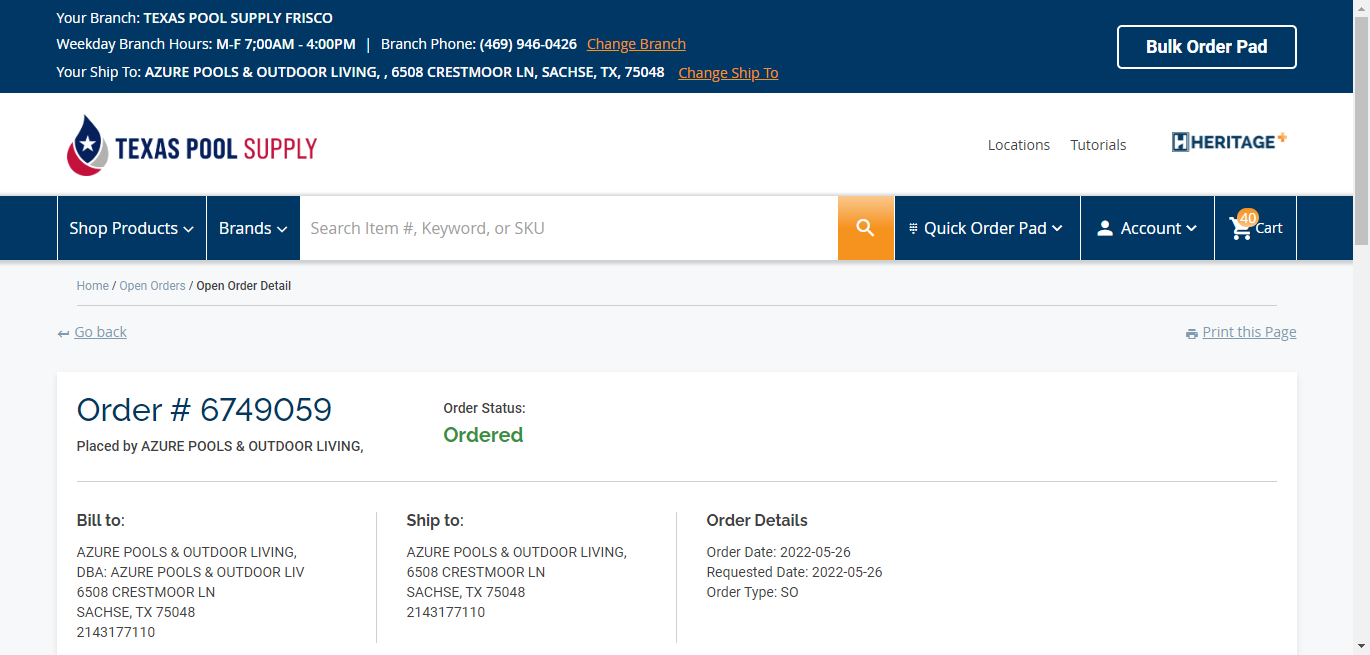 Your Branch: TEXAS POOL SUPPLY FRISCO
Weekday Branch Hours: M-F 7;00AM - 4:00PM | Branch Phone: (469) 946-0426 Change Branch
Your Ship To: AZURE POOLS & OUTDOOR LIVING, , 6508 CRESTMOOR LN, SACHSE, TX, 75048 Change Ship To
Bulk Order Pad
TEXAS POOL SUPPLY
Locations Tutorials HERITAGE+
Shop Products Brands Search Item #, Keyword, or SKU Quick Order Pad Account 40 Cart
Home / Open Orders / Open Order Detail
Go back Print this Page
Order # 6749059
Placed by AZURE POOLS & OUTDOOR LIVING,
Order Status:
Ordered
Bill to:
AZURE POOLS & OUTDOOR LIVING,
DBA: AZURE POOLS & OUTDOOR LIV
6508 CRESTMOOR LN
SACHSE, TX 75048
2143177110
Ship to:
AZURE POOLS & OUTDOOR LIVING,
6508 CRESTMOOR LN
SACHSE, TX 75048
2143177110
Order Details
Order Date: 2022-05-26
Requested Date: 2022-05-26
Order Type: SO